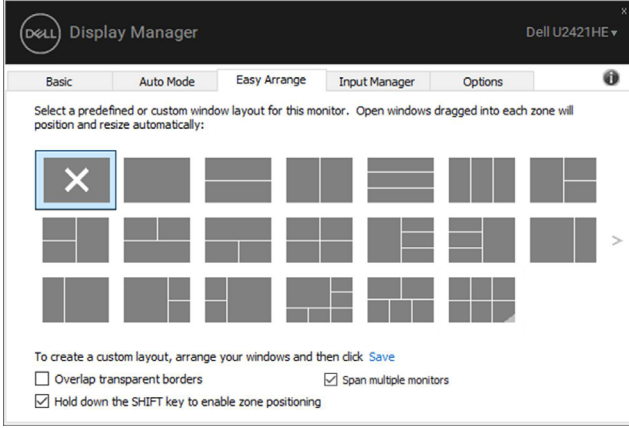 x
DELL Display Manager Dell U2421HE
Basic Auto Mode Easy Arrange Input Manager Options
Select a predefined or custom window layout for this monitor. Open windows dragged into each zone will
position and resize automatically:
To create a custom layout, arrange your windows and then click Save
Overlap transparent borders Span multiple monitors
Hold down the SHIFT key to enable zone positioning